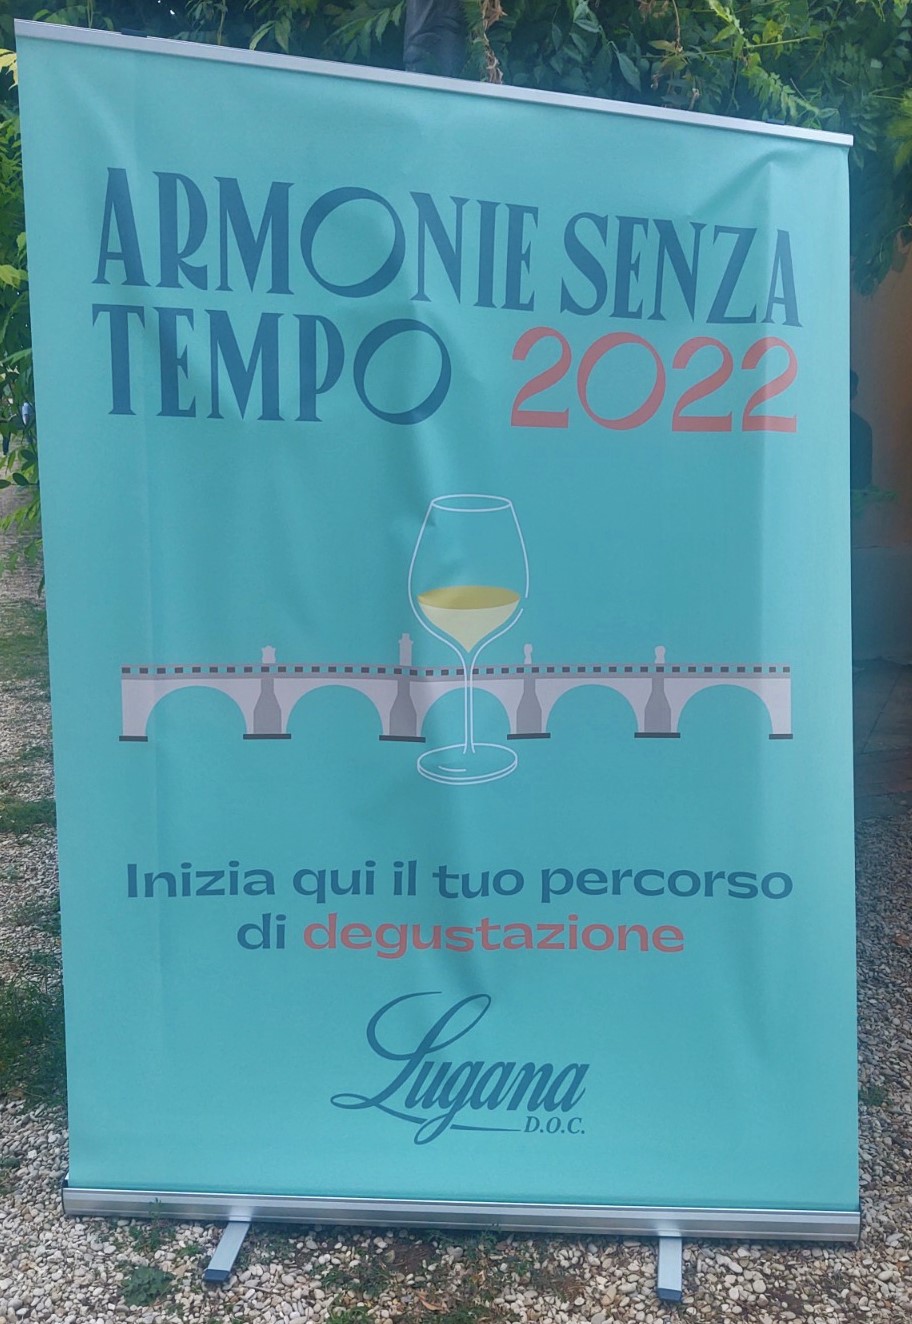 ARMONIE SENZA
TEMPO 2022
Inizia qui il tuo percorso
di degustazione
Lugana
D.O.C.